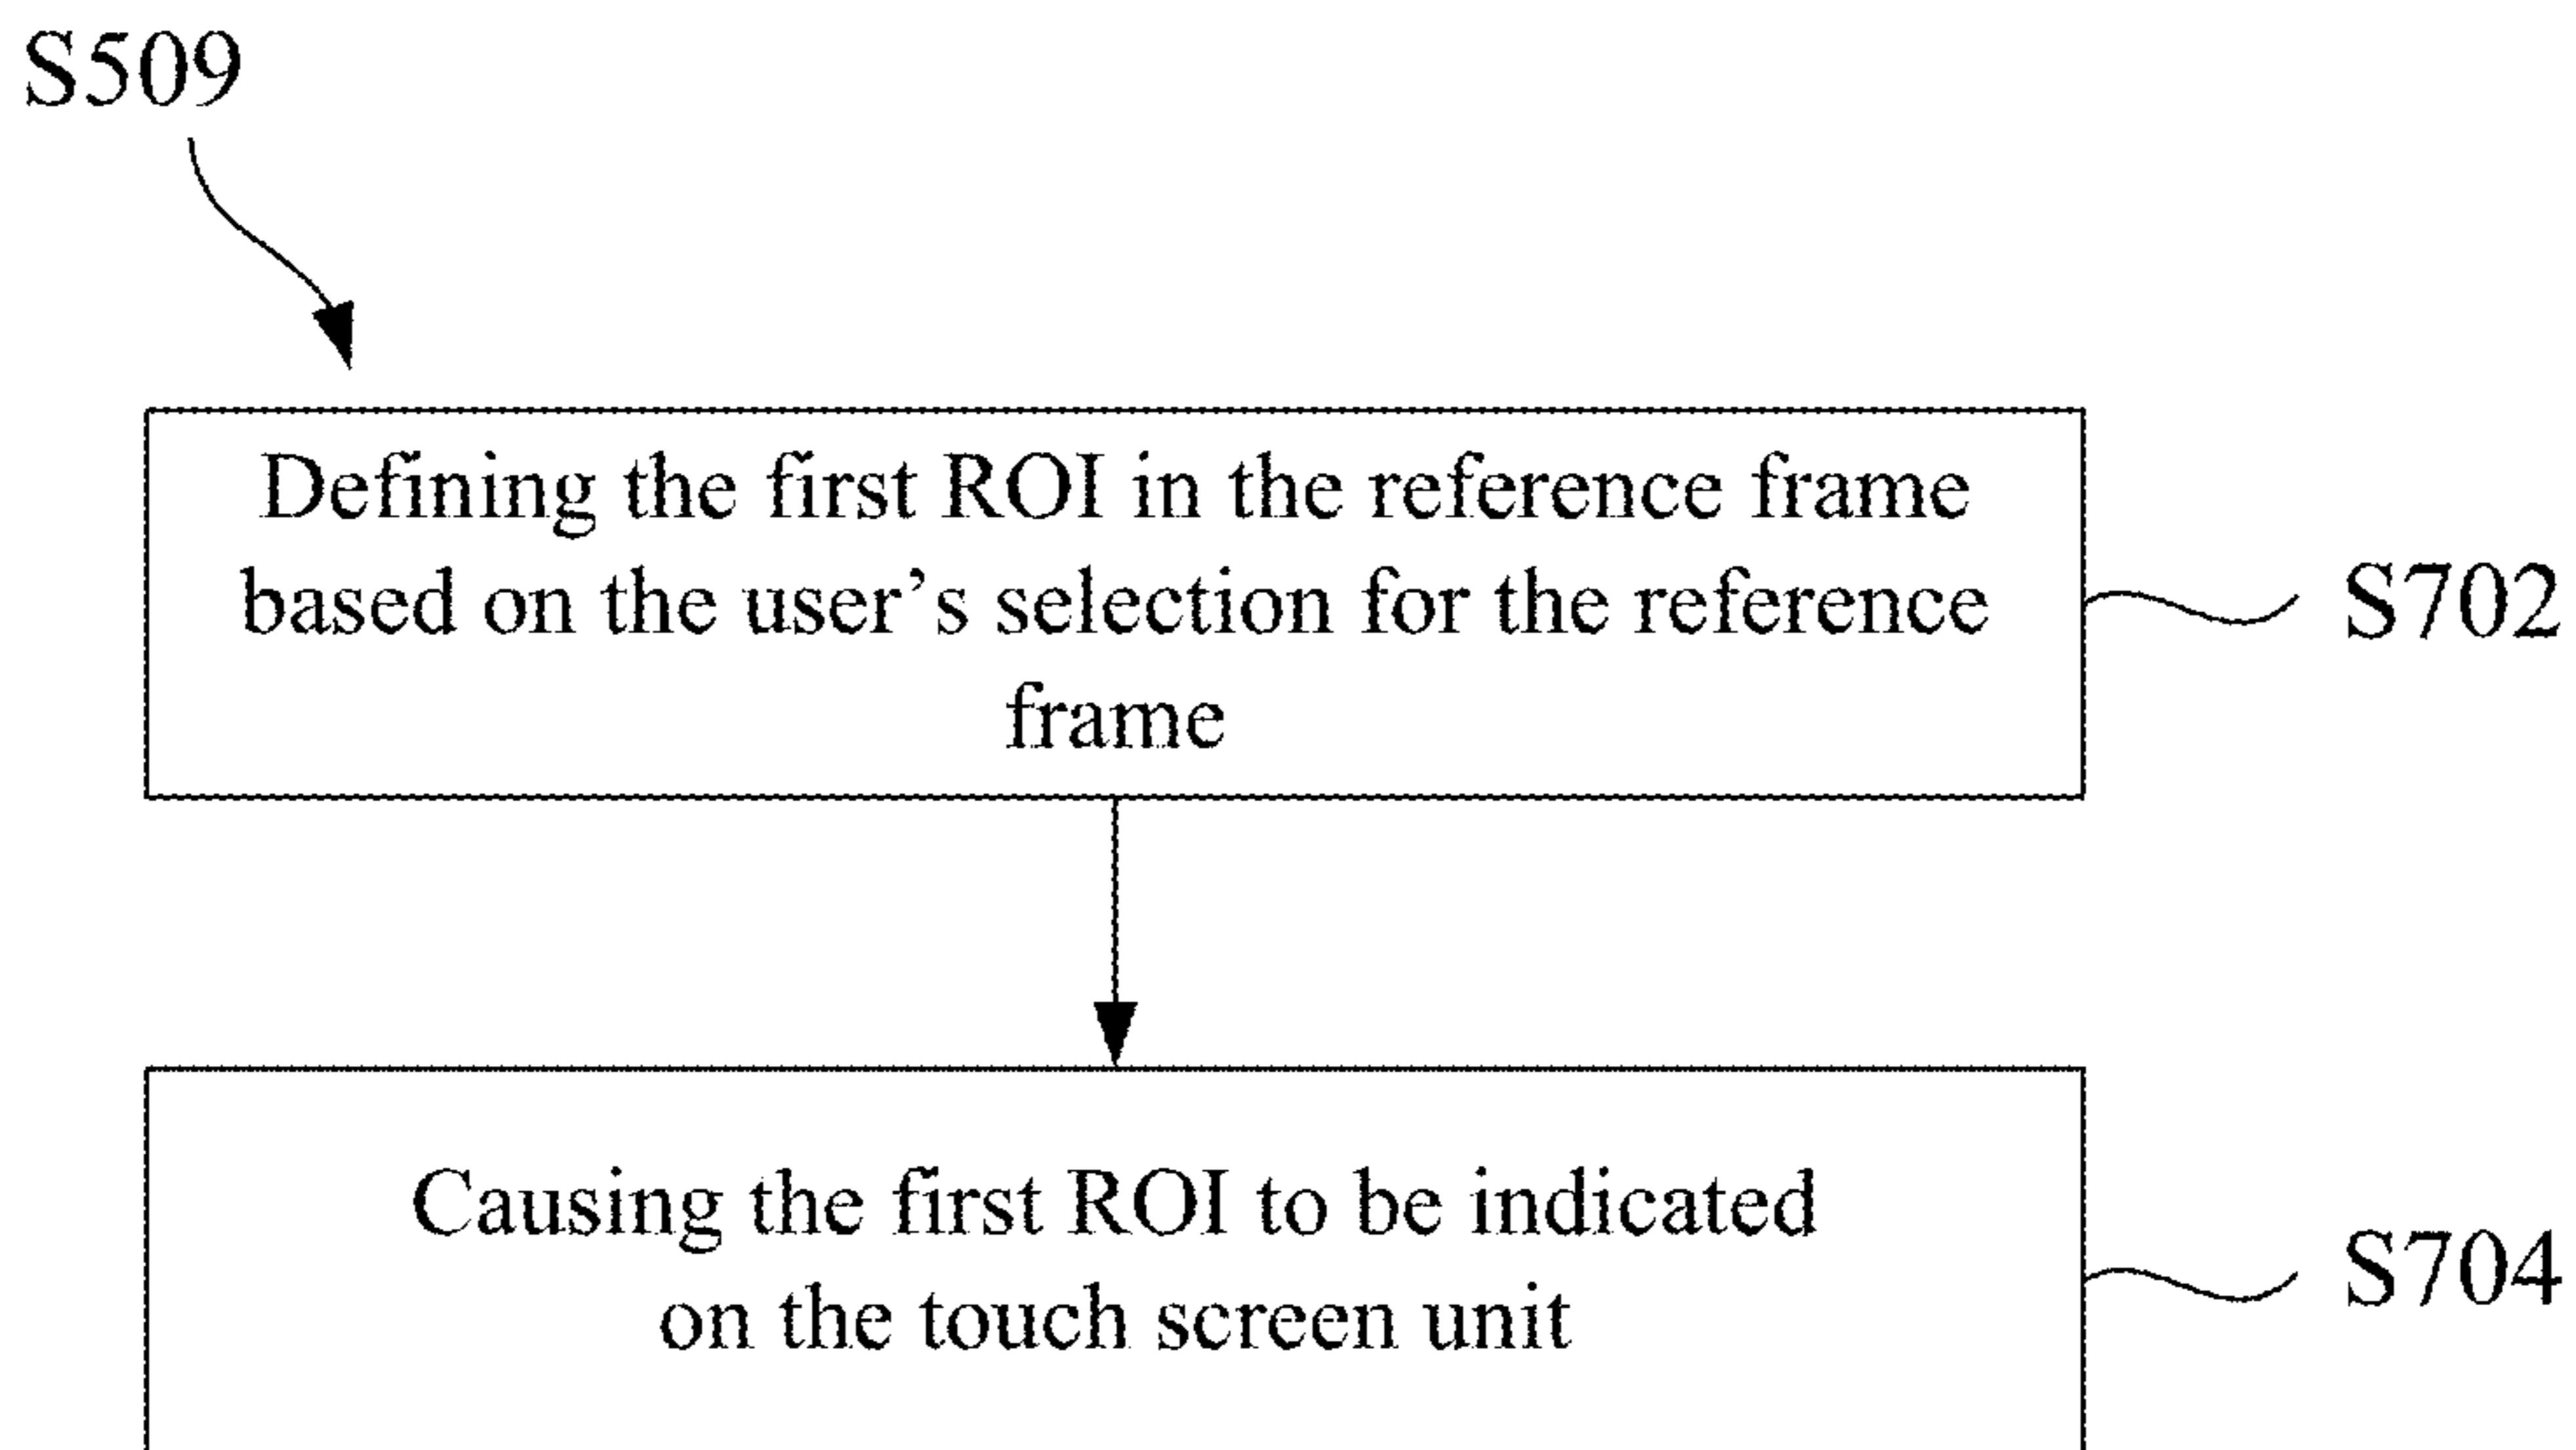 S509
Defining the first ROI in the reference frame
based on the user’s selection for the reference
frame
S702
Causing the first ROI to be indicated
on the touch screen unit
S704